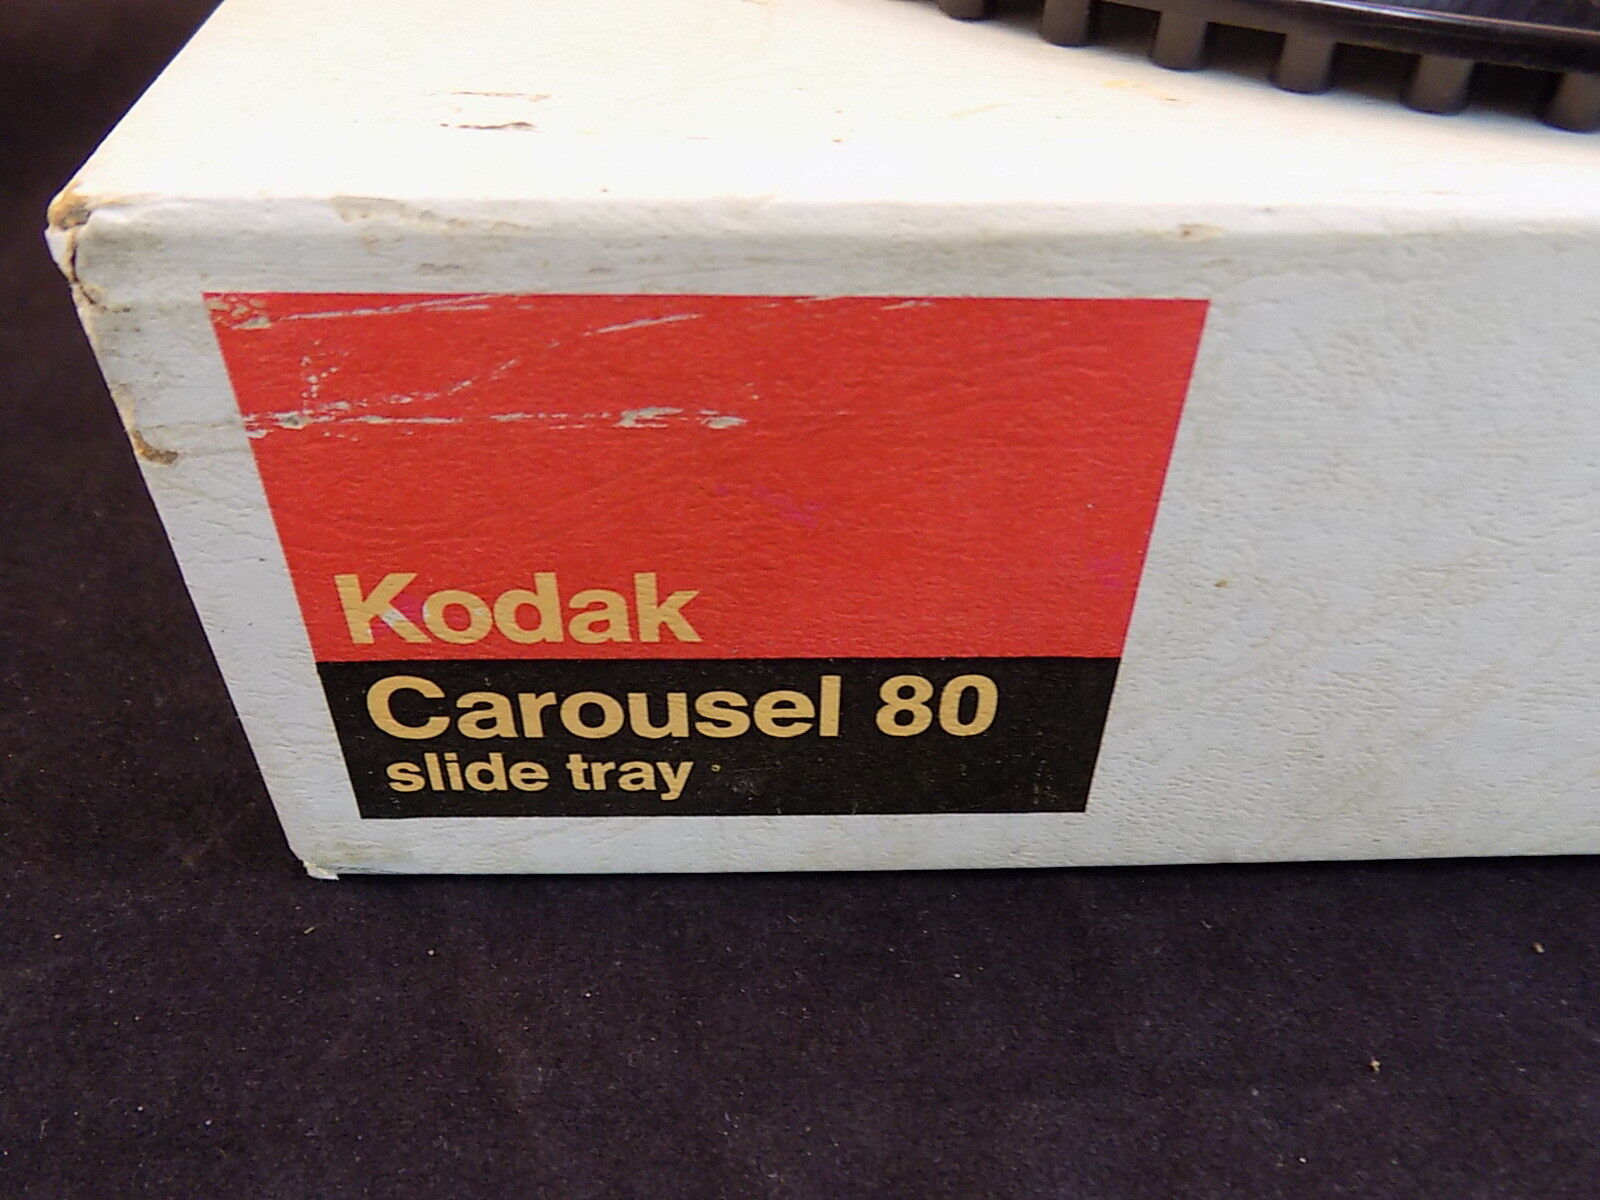 Kodak
Carousel 80
slide tray